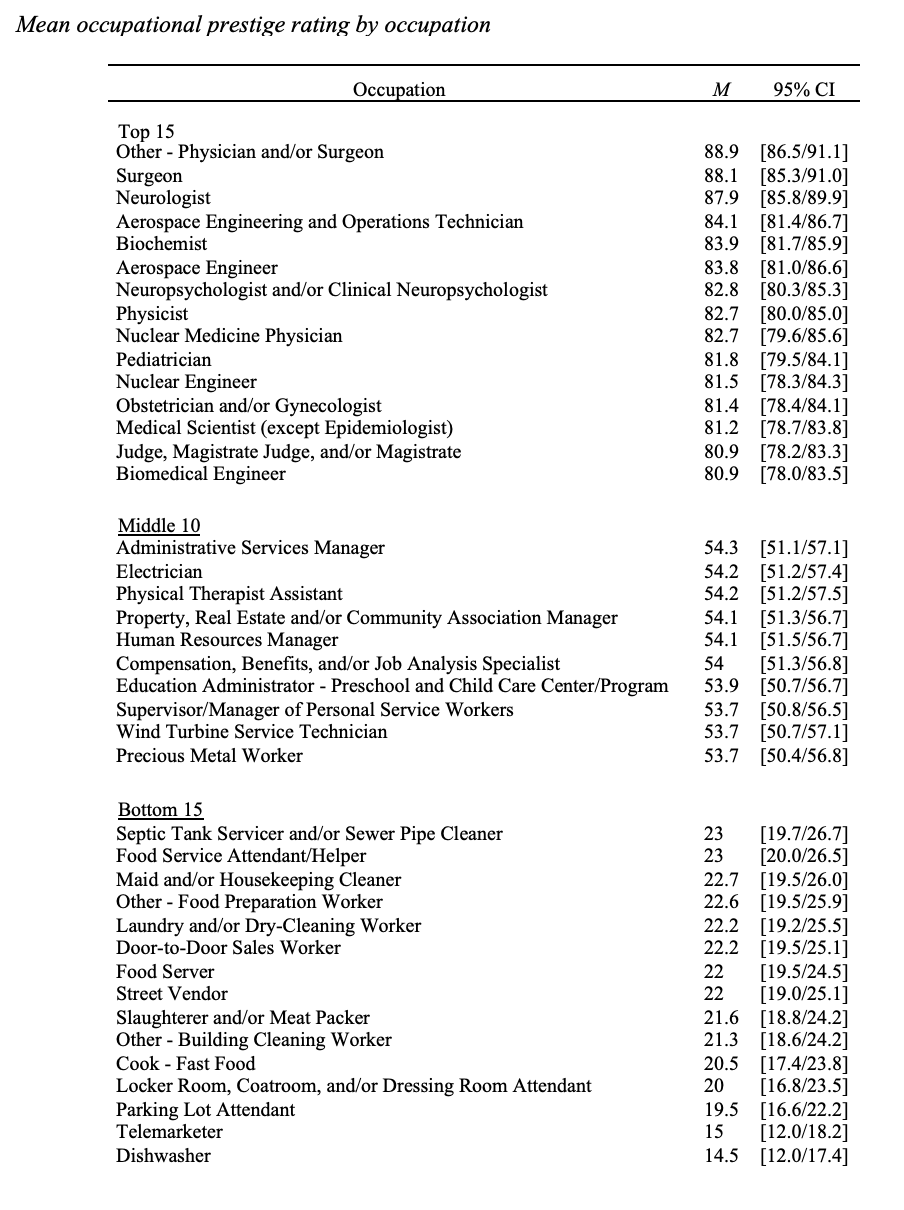 Mean occupational prestige rating by occupation
Occupation M 95% CI
Top 15
Other - Physician and/or Surgeon 88.9 [86.5/91.1]
Surgeon 88.1 [85.3/91.0]
Neurologist 87.9 [85.8/89.9]
Aerospace Engineering and Operations Technician 84.1 [81.4/86.7]
Biochemist 83.9 [81.7/85.9]
Aerospace Engineer 83.8 [81.0/86.6]
Neuropsychologist and/or Clinical Neuropsychologist 82.8 [80.3/85.3]
Physicist 82.7 [80.0/85.0]
Nuclear Medicine Physician 82.7 [79.6/85.6]
Pediatrician 81.8 [79.5/84.1]
Nuclear Engineer 81.5 [78.3/84.3]
Obstetrician and/or Gynecologist 81.4 [78.4/84.1]
Medical Scientist (except Epidemiologist) 81.2 [78.7/83.8]
Judge, Magistrate Judge, and/or Magistrate 80.9 [78.2/83.3]
Biomedical Engineer 80.9 [78.0/83.5]
Middle 10
Administrative Services Manager 54.3 [51.1/57.1]
Electrician 54.2 [51.2/57.4]
Physical Therapist Assistant 54.2 [51.2/57.5]
Property, Real Estate and/or Community Association Manager 54.1 [51.3/56.7]
Human Resources Manager 54.1 [51.5/56.7]
Compensation, Benefits, and/or Job Analysis Specialist 54 [51.3/56.8]
Education Administrator - Preschool and Child Care Center/Program 53.9 [50.7/56.7]
Supervisor/Manager of Personal Service Workers 53.7 [50.8/56.5]
Wind Turbine Service Technician 53.7 [50.7/57.1]
Precious Metal Worker 53.7 [50.4/56.8]
Bottom 15
Septic Tank Servicer and/or Sewer Pipe Cleaner 23 [19.7/26.7]
Food Service Attendant/Helper 23 [20.0/26.5]
Maid and/or Housekeeping Cleaner 22.7 [19.5/26.0]
Other - Food Preparation Worker 22.6 [19.5/25.9]
Laundry and/or Dry-Cleaning Worker 22.2 [19.2/25.5]
Door-to-Door Sales Worker 22.2 [19.5/25.1]
Food Server 22 [19.5/24.5]
Street Vendor 22 [19.0/25.1]
Slaughterer and/or Meat Packer 21.6 [18.8/24.2]
Other - Building Cleaning Worker 21.3 [18.6/24.2]
Cook - Fast Food 20.5 [17.4/23.8]
Locker Room, Coatroom, and/or Dressing Room Attendant 20 [16.8/23.5]
Parking Lot Attendant 19.5 [16.6/22.2]
Telemarketer 15 [12.0/18.2]
Dishwasher 14.5 [12.0/17.4]